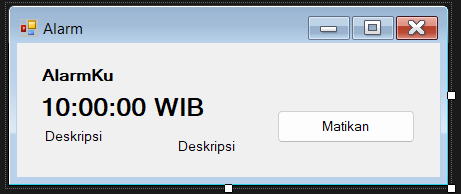 Alarm
AlarmKu
10:00:00 WIB
Deskripsi
Deskripsi
Matikan